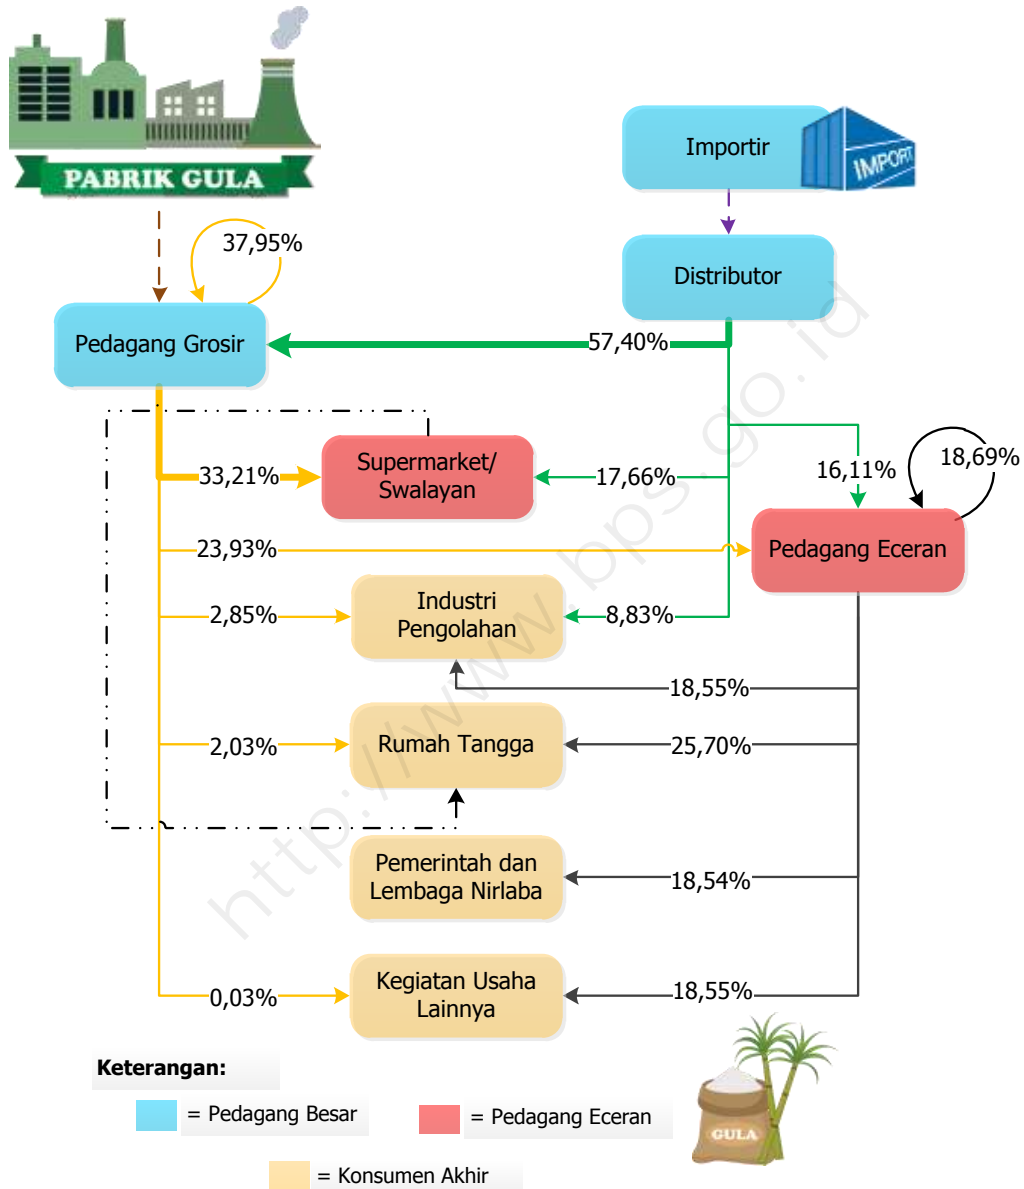 PABRIK GULA
Importir
IMPORT
37,95%
Distributor
Pedagang Grosir
57,40%
Supermarket/
Swalayan
33,21%
17,66%
16,11%
18,69%
23,93%
Pedagang Eceran
2,85%
Industri
Pengolahan
8,83%
18,55%
2,03%
Rumah Tangga
25,70%
Pemerintah dan
Lembaga Nirlaba
18,54%
0,03%
Kegiatan Usaha
Lainnya
18,55%
http://www.bps.go.id
Keterangan:
= Pedagang Besar
= Pedagang Eceran
= Konsumen Akhir
GULA